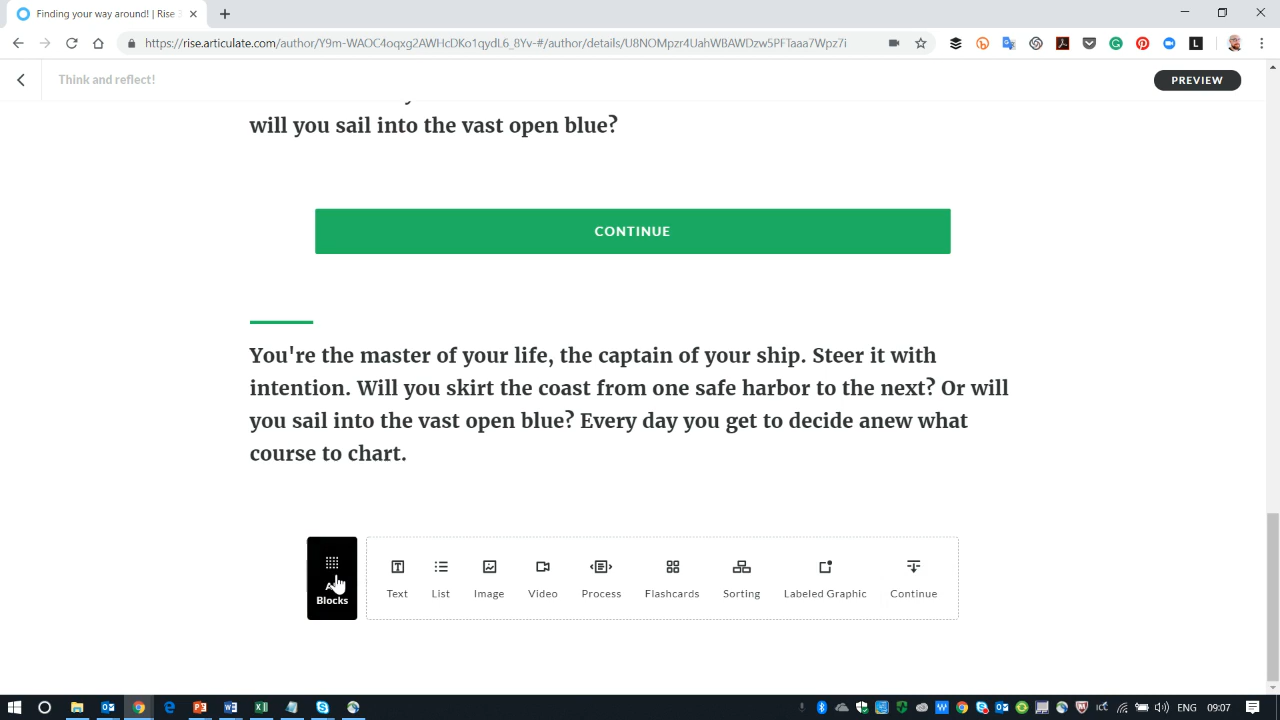 Finding your way around! | Rise 3
https://rise.articulate.com/author/Y9m-WAOC4oqxg2AWlIcDKo1qydL6_8Yv-#/author/details/U8NOMpzr4UahWBAWDzw5PFTaaa7Wpz7i
Think and reflect!
PREVIEW
will you sail into the vast open blue?
CONTINUE
You're the master of your life, the captain of your ship. Steer it with
intention. Will you skirt the coast from one safe harbor to the next? Or will
you sail into the vast open blue? Every day you get to decide anew what
course to chart.
Blocks
Text
List
Image
Video
Process
Flashcards
Sorting
Labeled Graphic
Continue
ENG
09:07